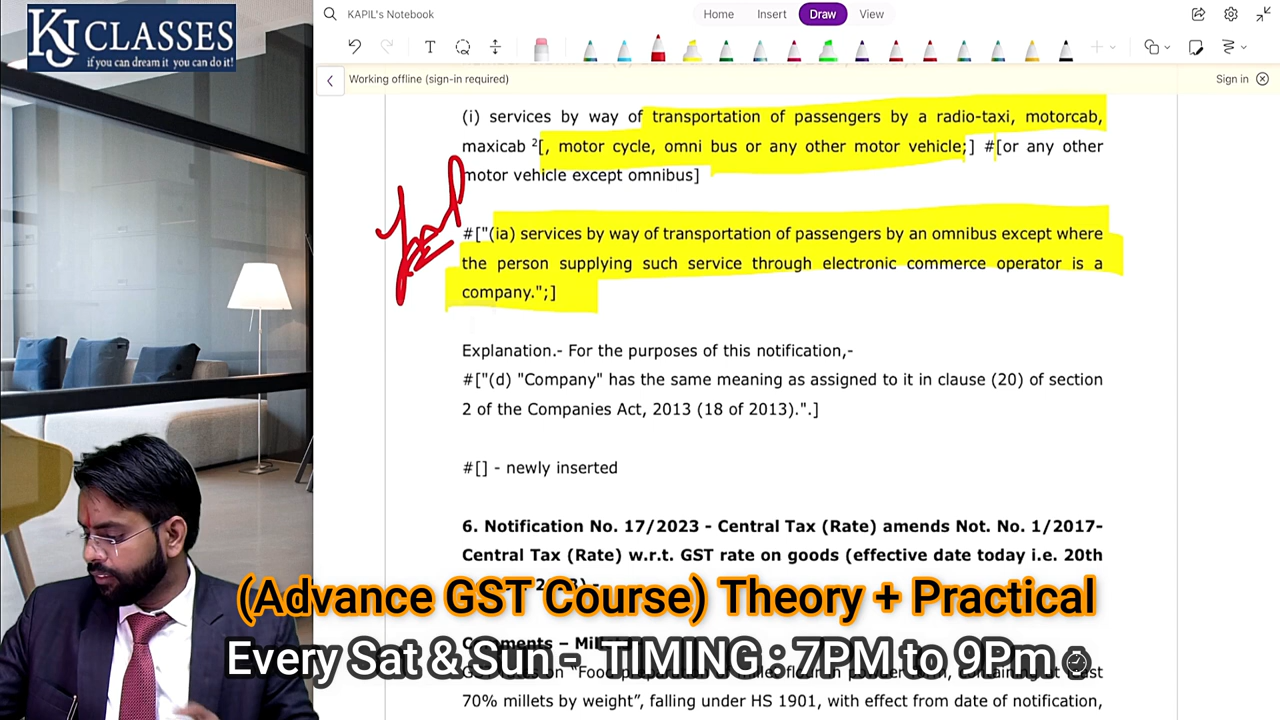 KJ CLASSES
if you can dream it you can do it!
KAPIL's Notebook
Home Insert Draw View
Working offline (sign-in required)
Sign in
(i) services by way of transportation of passengers by a radio-taxi, motorcab,
maxicab 2[, motor cycle, omni bus or any other motor vehicle;] #[or any other
motor vehicle except omnibus]
#["(ia) services by way of transportation of passengers by an omnibus except where
the person supplying such service through electronic commerce operator is a
company.";]
Explanation.- For the purposes of this notification,-
#["(d) "Company" has the same meaning as assigned to it in clause (20) of section
2 of the Companies Act, 2013 (18 of 2013).".]
#[] - newly inserted
6. Notification No. 17/2023 - Central Tax (Rate) amends Not. No. 1/2017-
Central Tax (Rate) w.r.t. GST rate on goods (effective date today i.e. 20th
(Advance GST Course) Theory + Practical
Every Sat & Sun - TIMING : 7PM to 9Pm
70% millets by weight", falling under HS 1901, with effect from date of notification,